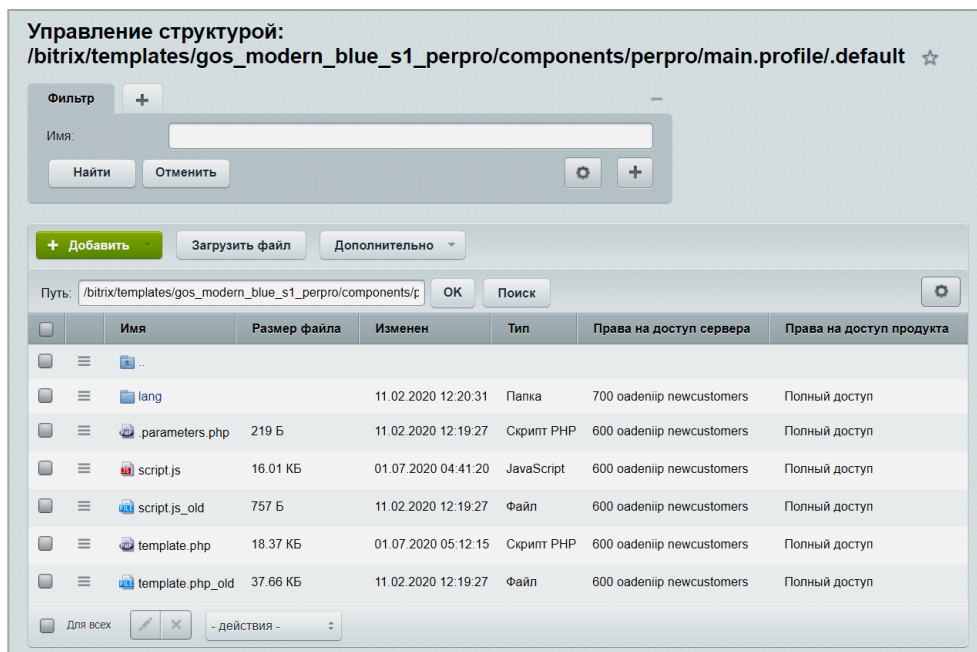 Управление структурой:
/bitrix/templates/gos_modern_blue_s1_perpro/components/perpro/main.profile/.default
Фильтр +
Имя:
Найти Отменить +
+ Добавить Загрузить файл Дополнительно
Путь: /bitrix/templates/gos_modern_blue_s1_perpro/components/p OK Поиск
Имя Размер файла Изменен Тип Права на доступ сервера Права на доступ продукта
..
lang 11.02.2020 12:20:31 Папка 700 oadeniip newcustomers Полный доступ
.parameters.php 219 Б 11.02.2020 12:19:27 Скрипт PHP 600 oadeniip newcustomers Полный доступ
script.js 16.01 КБ 01.07.2020 04:41:20 JavaScript 600 oadeniip newcustomers Полный доступ
script.js_old 757 Б 11.02.2020 12:19:27 Файл 600 oadeniip newcustomers Полный доступ
template.php 18.37 КБ 01.07.2020 05:12:15 Скрипт PHP 600 oadeniip newcustomers Полный доступ
template.php_old 37.66 КБ 11.02.2020 12:19:27 Файл 600 oadeniip newcustomers Полный доступ
Для всех - действия -